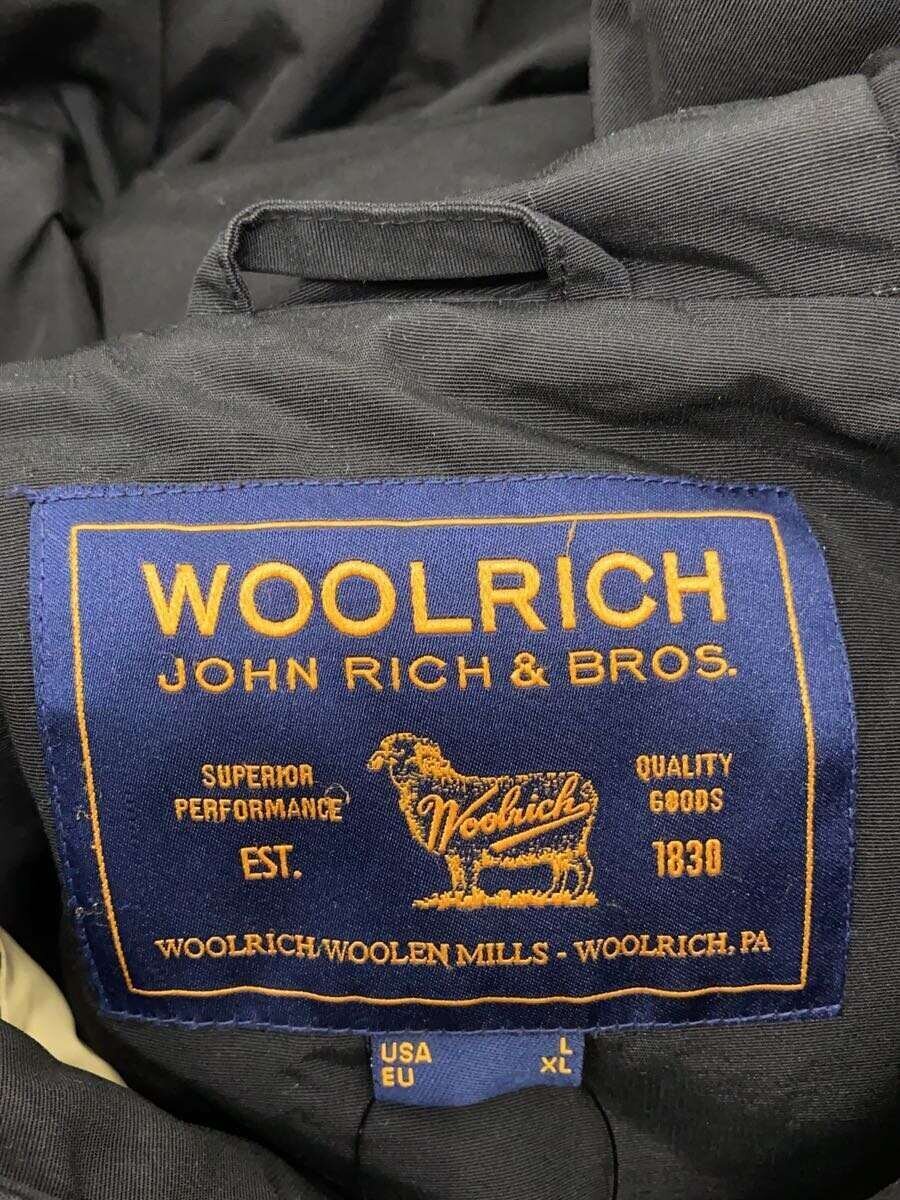 WOOLRICH
JOHN RICH & BROS.
SUPERIOR
PERFORMANCE
EST.
Woolrich
QUALITY
GOODS
1830
WOOLRICH WOOLEN MILLS - WOOLRICH, PA
USA L
EU XL